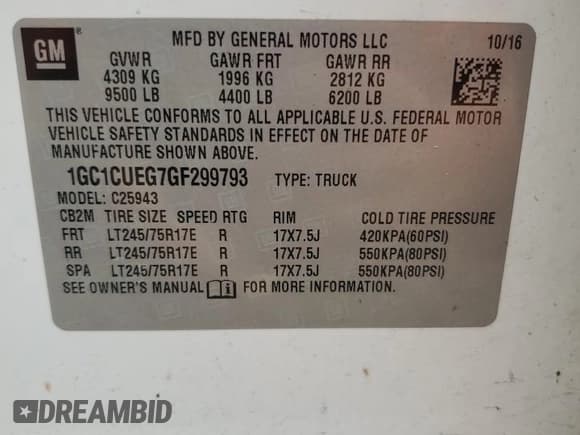 GM
MFD BY GENERAL MOTORS LLC 10/16
GVWR GAWR FRT GAWR RR
4309 KG 1996 KG 2812 KG
9500 LB 4400 LB 6200 LB
THIS VEHICLE CONFORMS TO ALL APPLICABLE U.S. FEDERAL MOTOR
VEHICLE SAFETY STANDARDS IN EFFECT ON THE DATE OF
MANUFACTURE SHOWN ABOVE.
1GC1CUEG7GF299793 TYPE: TRUCK
MODEL: C25943
CB2M TIRE SIZE SPEED RTG RIM COLD TIRE PRESSURE
FRT LT245/75R17E R 17X7.5J 420KPA(60PSI)
RR LT245/75R17E R 17X7.5J 550KPA(80PSI)
SPA LT245/75R17E R 17X7.5J 550KPA(80PSI)
SEE OWNER'S MANUAL FOR MORE INFORMATION.
DREAMBID